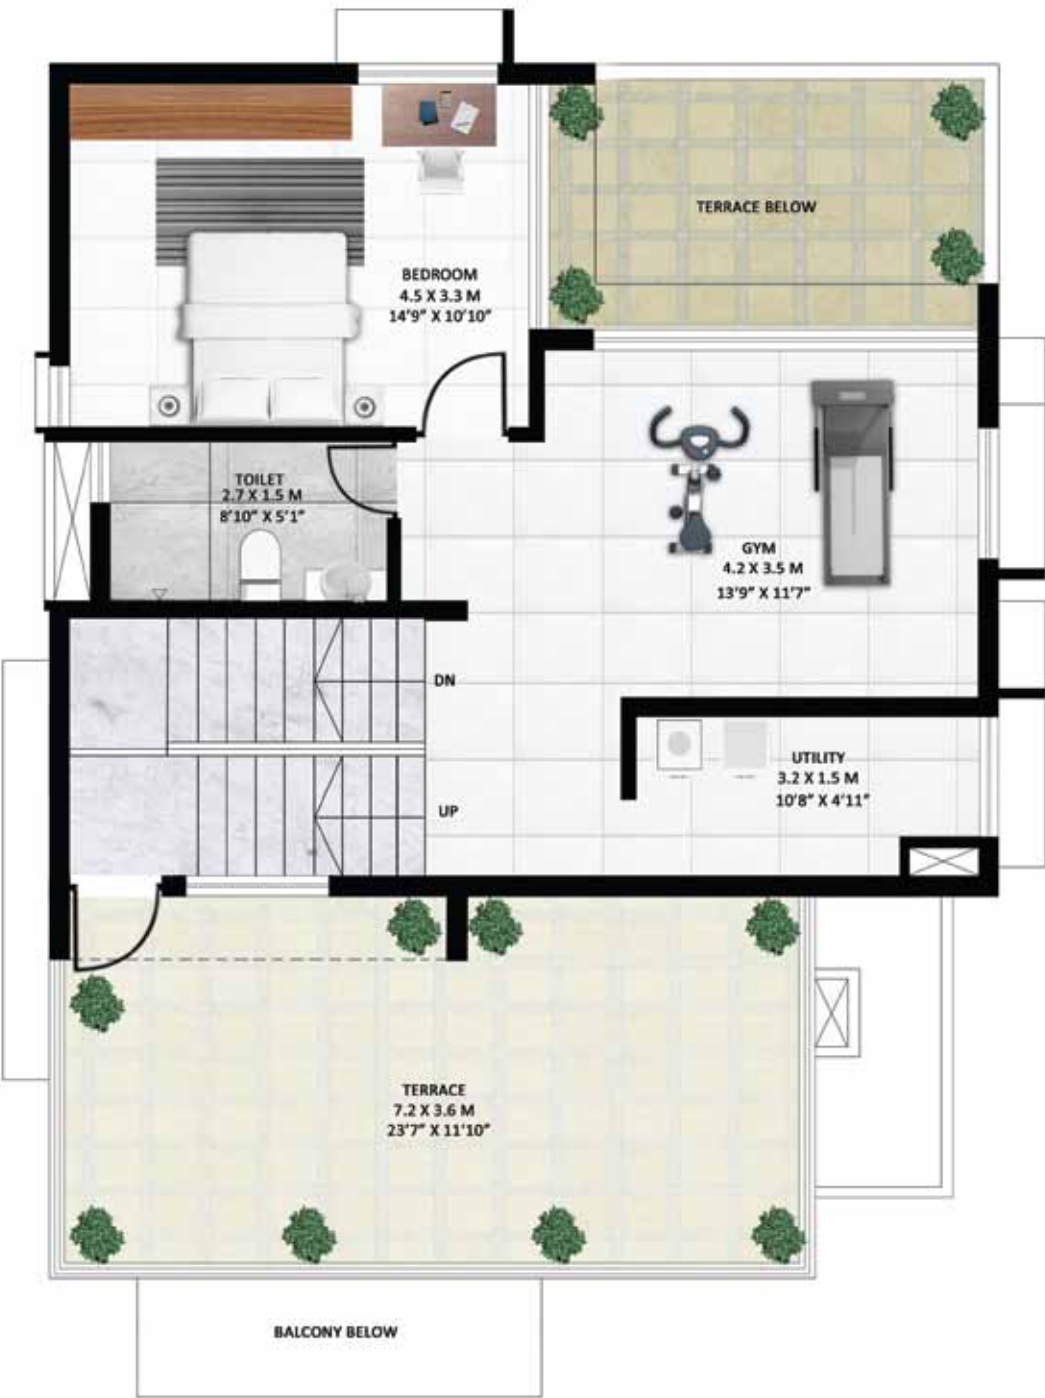 TERRACE BELOW
BEDROOM
4.5 X 3.3 M
14'9" X 10'10"
TOILET
2.7 X 1.5 M
8'10" X 5'1"
GYM
4.2 X 3.5 M
13'9" X 11'7"
DN
UTILITY
3.2 X 1.5 M
10'8" X 4'11"
UP
TERRACE
7.2 X 3.6 M
23'7" X 11'10"
BALCONY BELOW